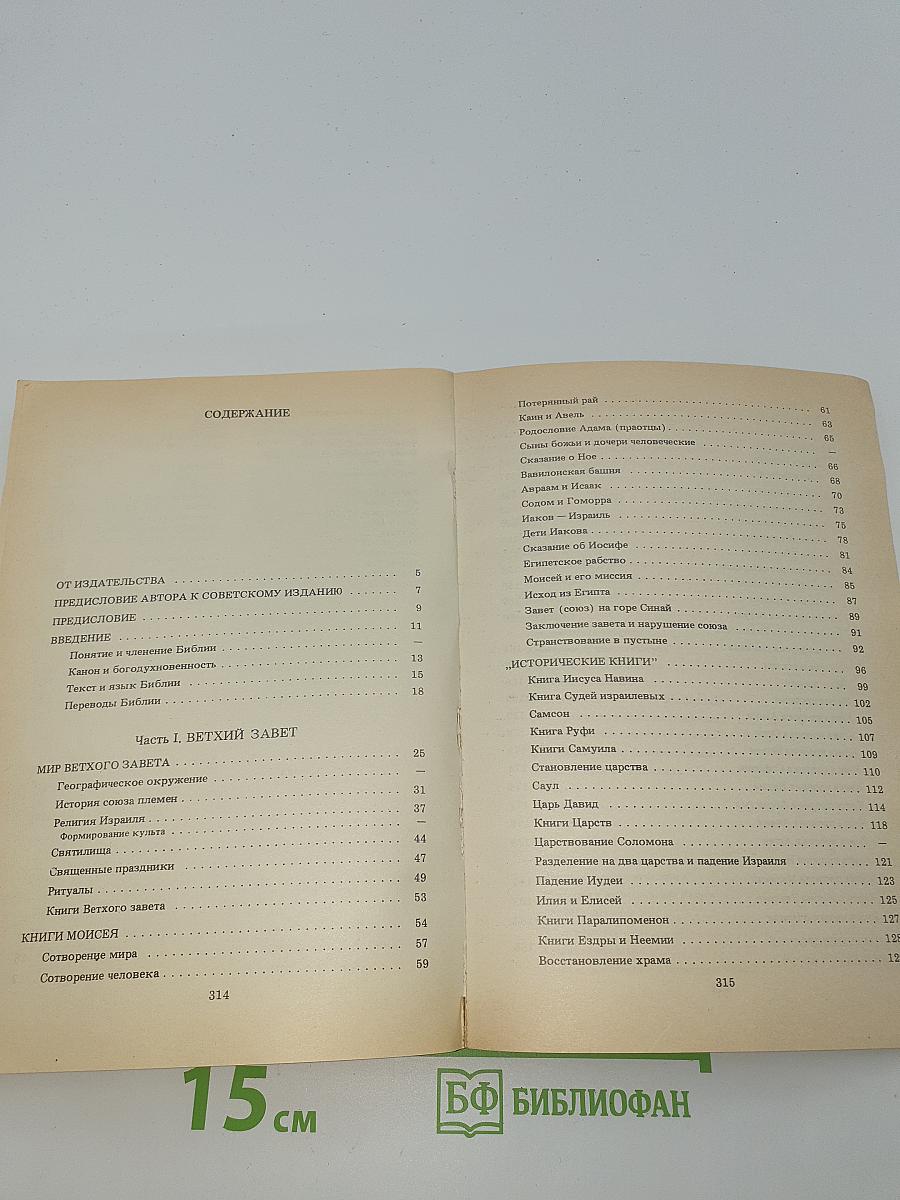 СОДЕРЖАНИЕ
ОТ ИЗДАТЕЛЬСТВА . . . . . . . . . . 5
ПРЕДИСЛОВИЕ АВТОРА К СОВЕТСКОМУ ИЗДАНИЮ . . . . . . . . . . 7
ПРЕДИСЛОВИЕ . . . . . . . . . . 9
ВВЕДЕНИЕ . . . . . . . . . . 11
Понятие и членение Библии . . . . . . . . . . —
Канон и богодухновенность . . . . . . . . . . 13
Текст и язык Библии . . . . . . . . . . 15
Переводы Библии . . . . . . . . . . 18
Часть I. ВЕТХИЙ ЗАВЕТ
МИР ВЕТХОГО ЗАВЕТА . . . . . . . . . . 25
Географическое окружение . . . . . . . . . . —
История союза племен . . . . . . . . . . 31
Религия Израиля . . . . . . . . . . 37
Формирование культа . . . . . . . . . . —
Святилища . . . . . . . . . . 44
Священные праздники . . . . . . . . . . 47
Ритуалы . . . . . . . . . . 49
Книги Ветхого завета . . . . . . . . . . 53
КНИГИ МОИСЕЯ . . . . . . . . . . 54
Сотворение мира . . . . . . . . . . 57
Сотворение человека . . . . . . . . . . 59
314
Потерянный рай . . . . . . . . . . 61
Каин и Авель . . . . . . . . . . 63
Родословие Адама (праотцы) . . . . . . . . . . 65
Сыны божьи и дочери человеческие . . . . . . . . . . —
Сказание о Ное . . . . . . . . . . 66
Вавилонская башня . . . . . . . . . . 68
Авраам и Исаак . . . . . . . . . . 70
Содом и Гоморра . . . . . . . . . . 73
Иаков — Израиль . . . . . . . . . . 75
Дети Иакова . . . . . . . . . . 78
Сказание об Иосифе . . . . . . . . . . 81
Египетское рабство . . . . . . . . . . 84
Моисей и его миссия . . . . . . . . . . 85
Исход из Египта . . . . . . . . . . 87
Завет (союз) на горе Синай . . . . . . . . . . 89
Заключение завета и нарушение союза . . . . . . . . . . 91
Странствование в пустыне . . . . . . . . . . 92
„ИСТОРИЧЕСКИЕ КНИГИ” . . . . . . . . . . 96
Книга Иисуса Навина . . . . . . . . . . 99
Книга Судей израилевых . . . . . . . . . . 102
Самсон . . . . . . . . . . 105
Книга Руфи . . . . . . . . . . 107
Книги Самуила . . . . . . . . . . 109
Становление царства . . . . . . . . . . 110
Саул . . . . . . . . . . 112
Царь Давид . . . . . . . . . . 114
Книги Царств . . . . . . . . . . 118
Царствование Соломона . . . . . . . . . . —
Разделение на два царства и падение Израиля . . . . . . . . . . 121
Падение Иудеи . . . . . . . . . . 123
Илия и Елисей . . . . . . . . . . 125
Книги Паралипоменон . . . . . . . . . . 127
Книги Ездры и Неемии . . . . . . . . . . 128
Восстановление храма . . . . . . . . . . 12
315
15 см
БФ БИБЛИОФАН